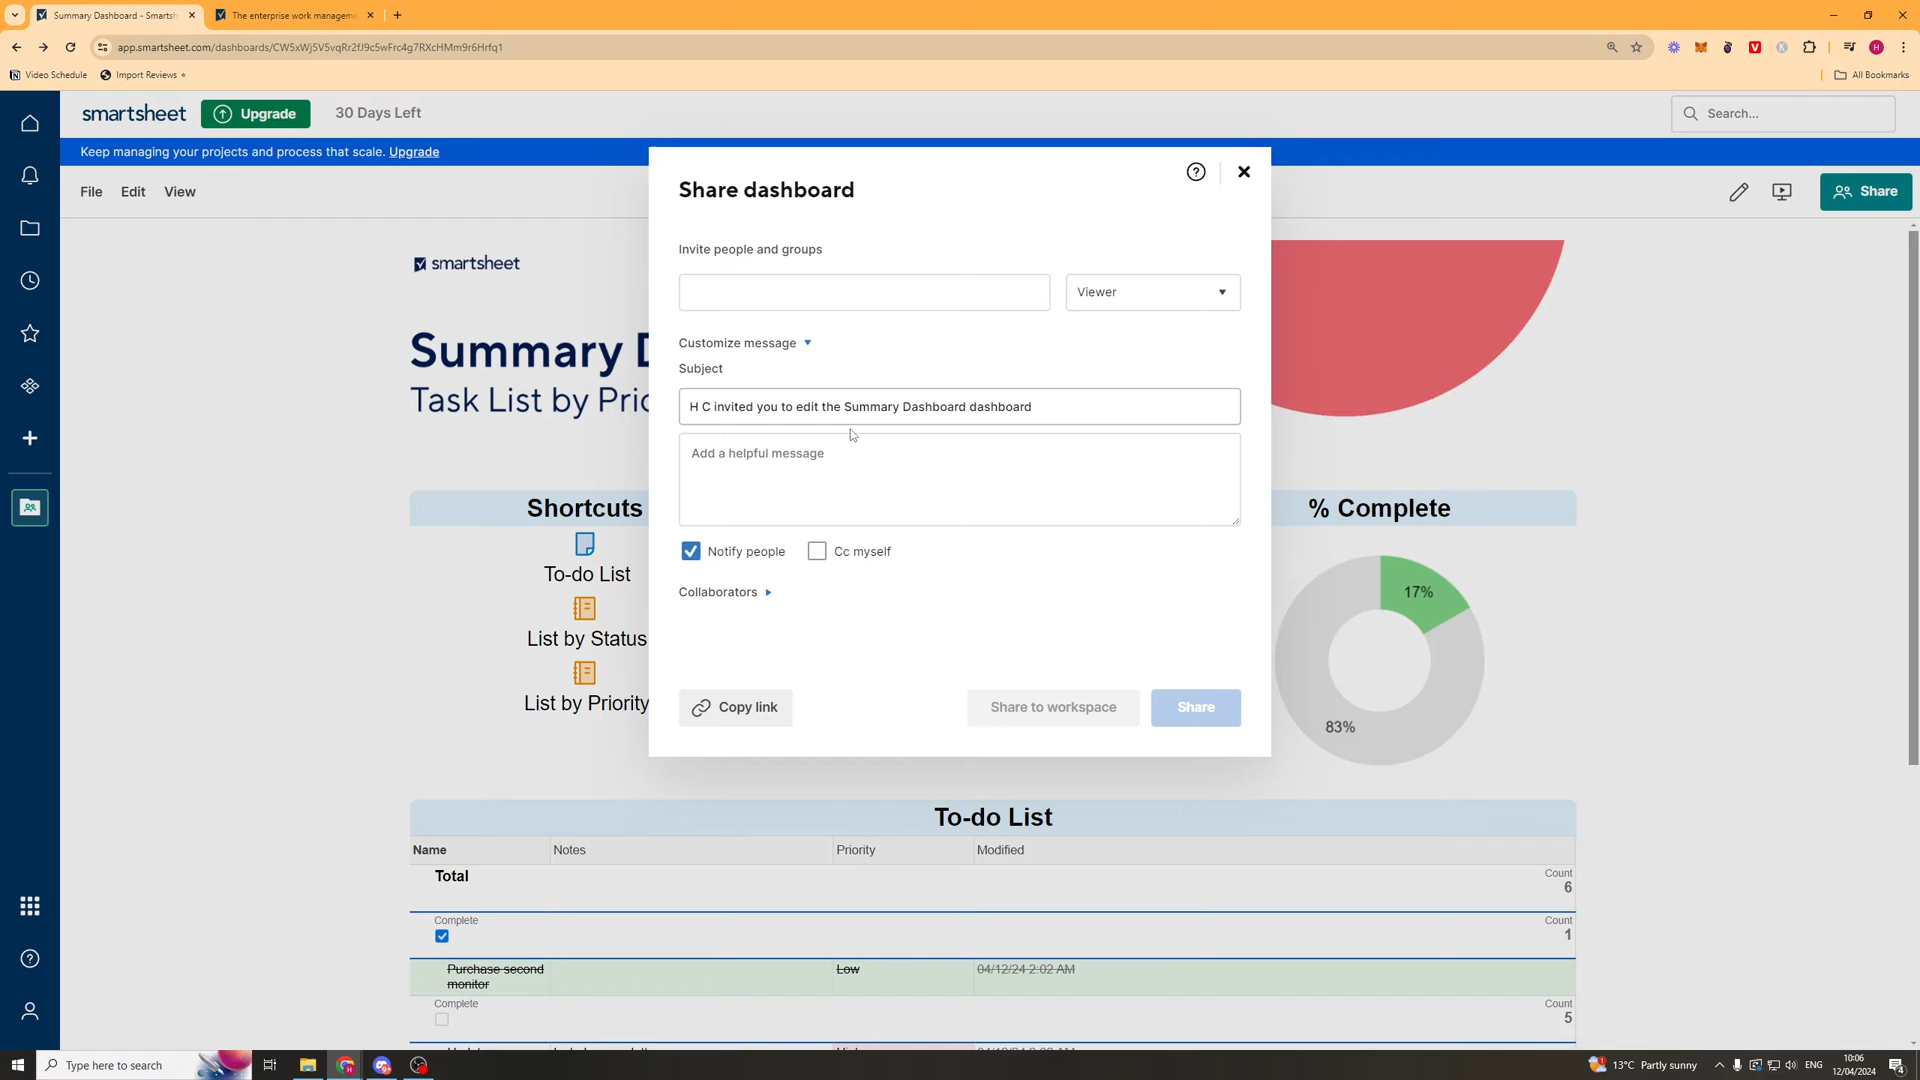 Summary Dashboard - Smartsh
The enterprise work managem
app.smartsheet.com/dashboards/CW5xWj5V5vqRr2fJ9c5wFrc4g7RXcHMm9r6Hrfq1
Video Schedule
Import Reviews
All Bookmarks
smartsheet
Upgrade
30 Days Left
Search...
Keep managing your projects and process that scale. Upgrade
File Edit View
Share
Share dashboard
Invite people and groups
Viewer
Customize message
Subject
H C invited you to edit the Summary Dashboard dashboard
Add a helpful message
Notify people
Cc myself
Collaborators
Copy link
Share to workspace
Share
smartsheet
Summary D
Task List by Prio
Shortcuts
To-do List
List by Status
List by Priority
% Complete
17%
83%
To-do List
Name Notes Priority Modified
Total
Count
6
Complete
Count
1
Purchase second
monitor
Low
04/12/24 2:02 AM
Complete
Count
5
Type here to search
13°C Partly sunny
ENG
10:06
12/04/2024